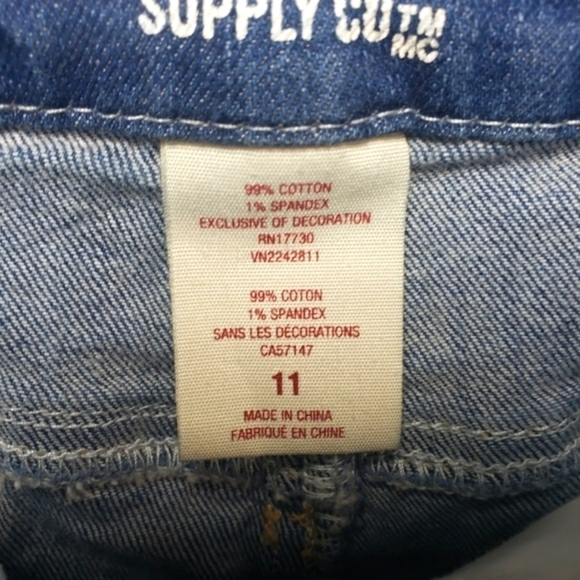 SUPPLY CO TM
MC
99% COTTON
1% SPANDEX
EXCLUSIVE OF DECORATION
RN17730
VN2242811
99% COTON
1% SPANDEX
SANS LES DÉCORATIONS
CA57147
11
MADE IN CHINA
FABRIQUÉ EN CHINE